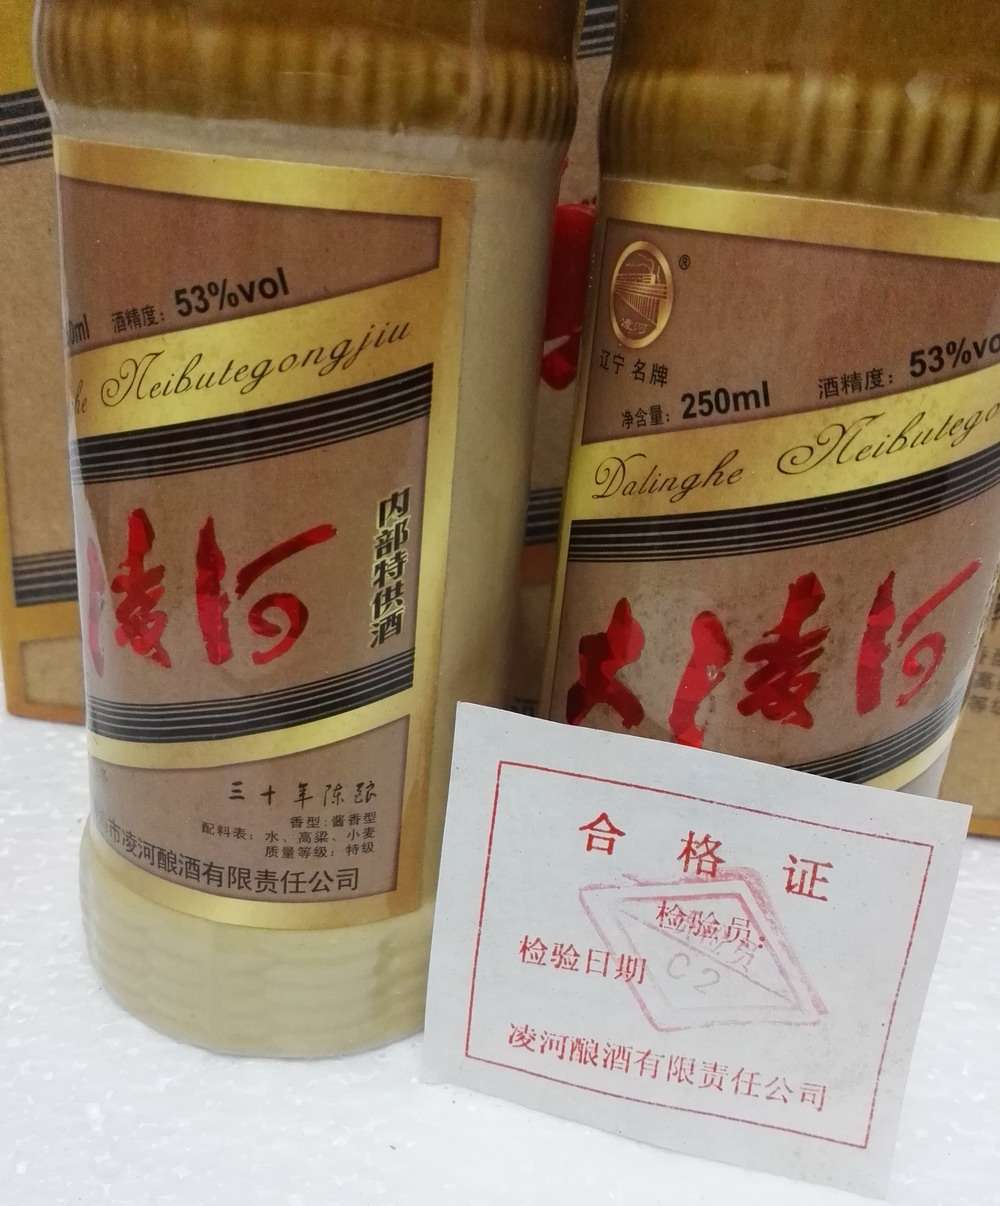 0ml 酒精度：53%vol
he Neibutegongjiu
凌河
内部特供酒
三十年陈酿
香型：酱香型
配料表：水、高粱、小麦
质量等级：特级
市凌河酿酒有限责任公司
凌河
®
辽宁名牌
净含量：250ml 酒精度：53%vo
Dalinghe Neibutego
大凌河
合格证
检验员：
检验日期
C2
凌河酿酒有限责任公司